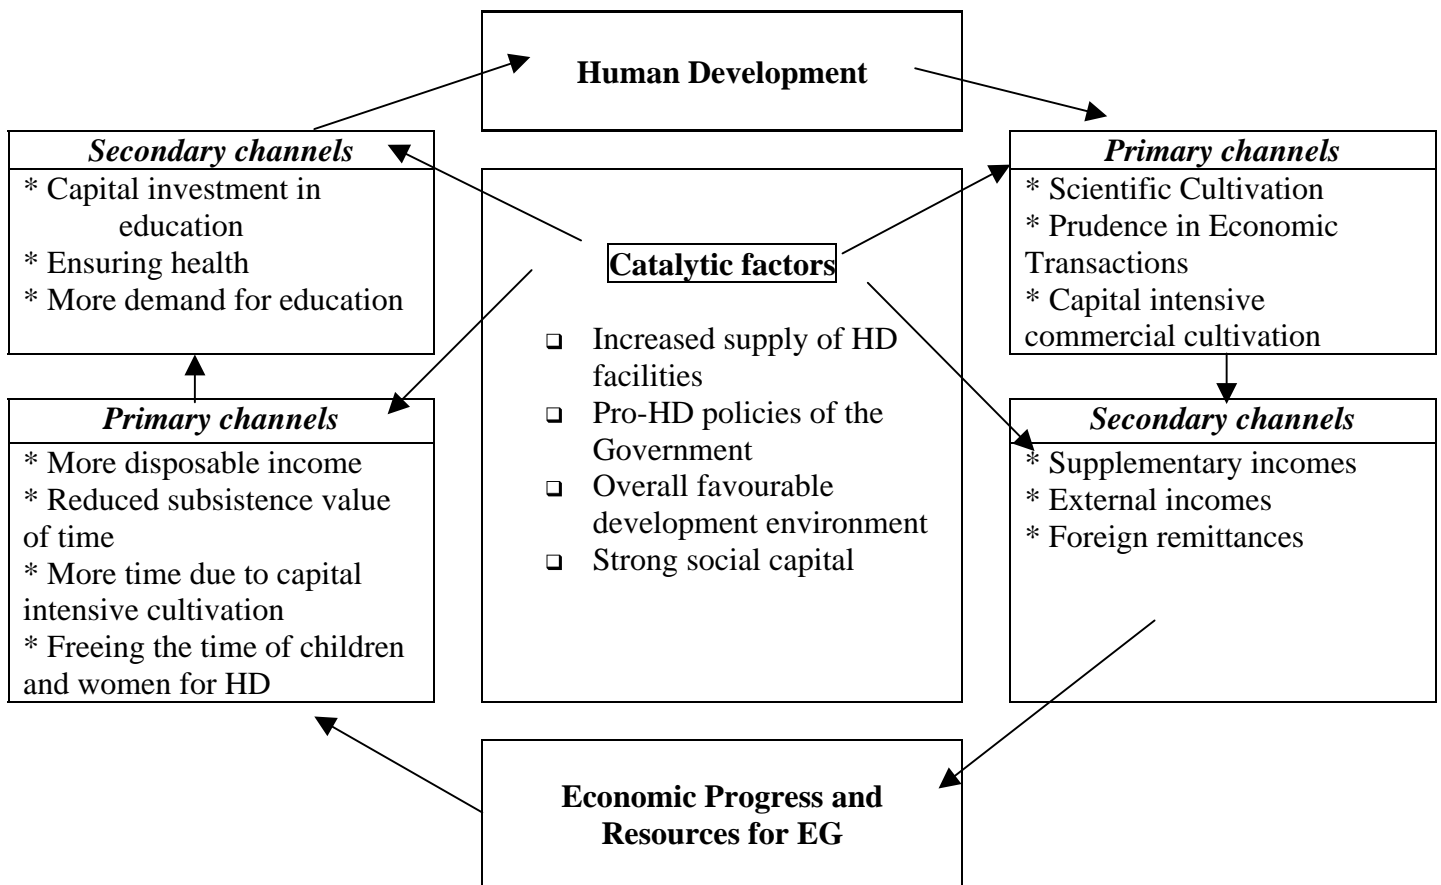 Human Development
Secondary channels
* Capital investment in
education
* Ensuring health
* More demand for education
Primary channels
* More disposable income
* Reduced subsistence value
of time
* More time due to capital
intensive cultivation
* Freeing the time of children
and women for HD
Catalytic factors
❑ Increased supply of HD
facilities
❑ Pro-HD policies of the
Government
❑ Overall favourable
development environment
❑ Strong social capital
Primary channels
* Scientific Cultivation
* Prudence in Economic
Transactions
* Capital intensive
commercial cultivation
Secondary channels
* Supplementary incomes
* External incomes
* Foreign remittances
Economic Progress and
Resources for EG